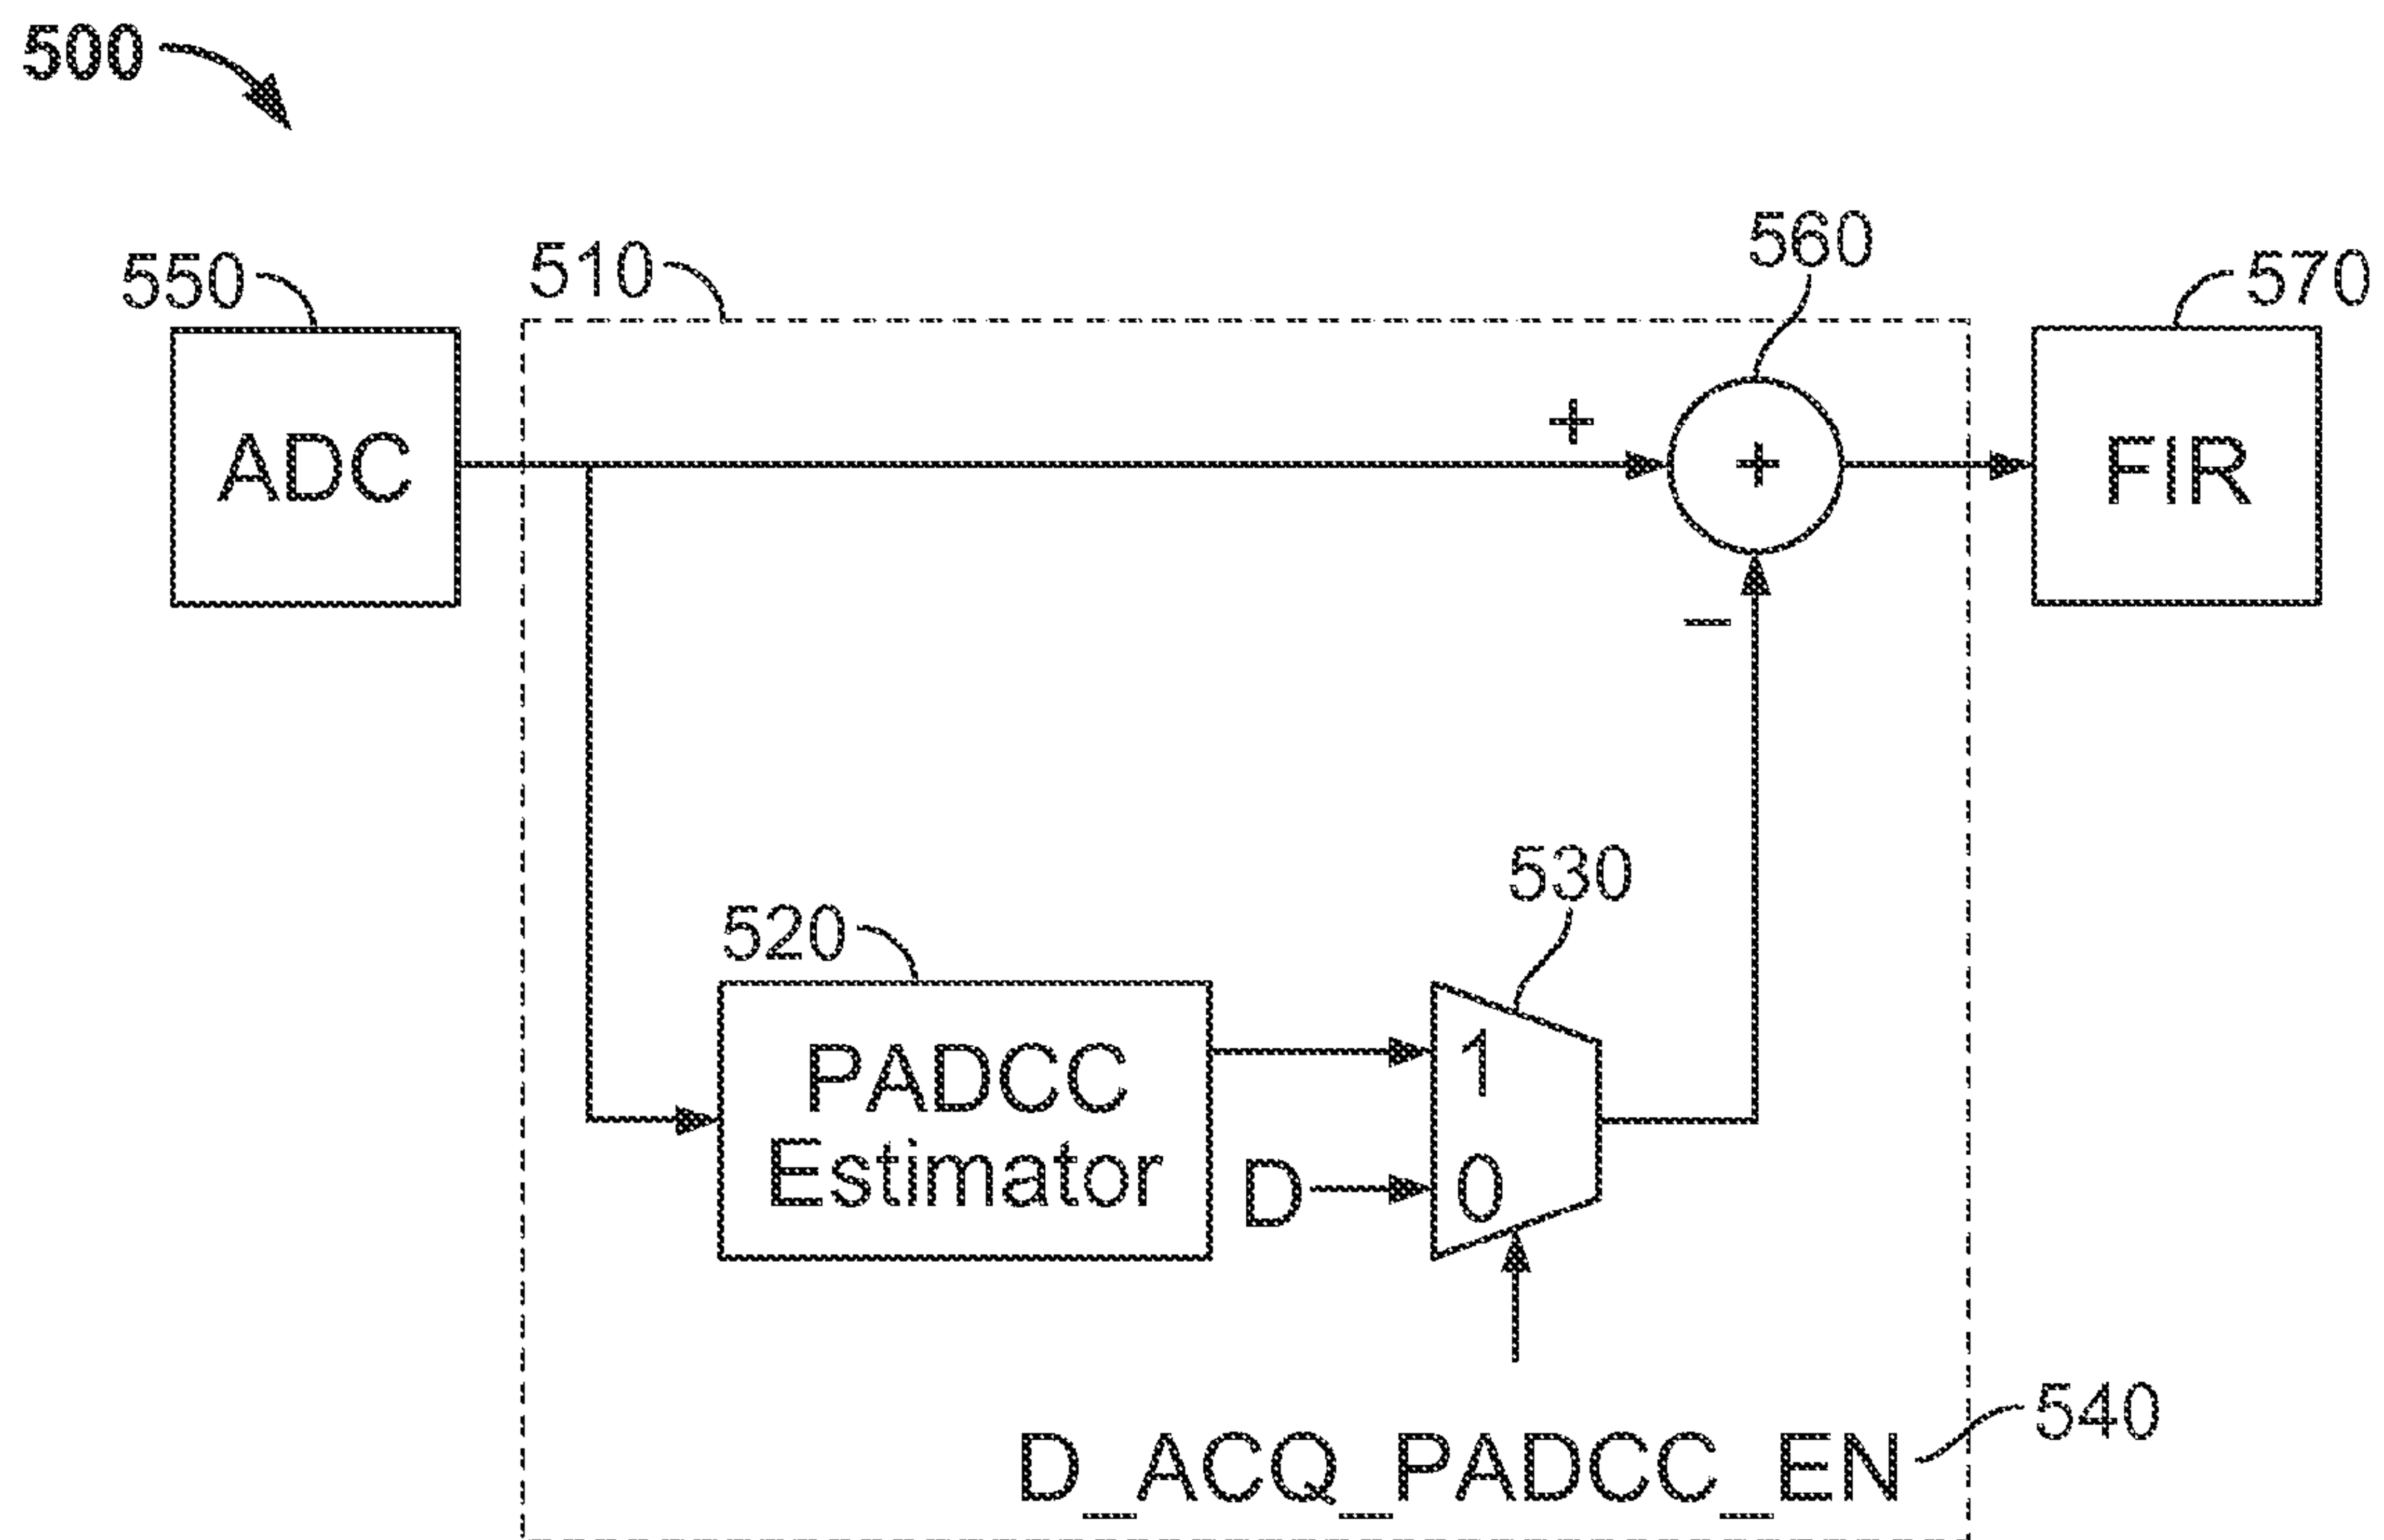 500
550
510
560
570
ADC
+
+
FIR
–
530
520
PADCC
Estimator
1
D
0
D_ACQ_PADCC_EN
540